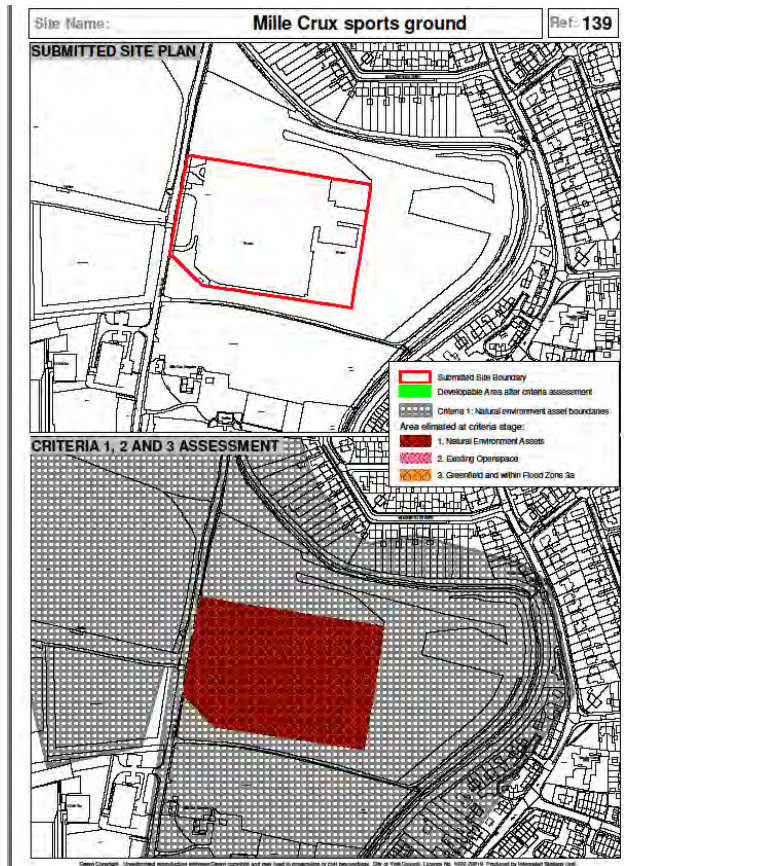 Site Name:
Mille Crux sports ground
Ref: 139
SUBMITTED SITE PLAN
Submitted Site Boundary
Developable Area after criteria assessment
Criteria 1: Natural environment asset boundaries
Area elimated at criteria stage:
1. Natural Environment Assets
2. Existing Openspace
3. Greenfield and within Flood Zone 3a
CRITERIA 1, 2 AND 3 ASSESSMENT